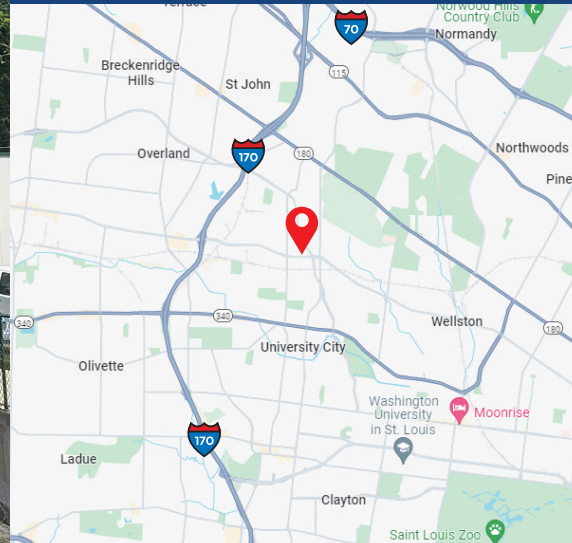 Norwood Hills
Country Club
70
Normandy
Breckenridge
Hills
St John
115
Overland
170
180
Northwoods
Pine
340
340
Wellston
180
University City
Olivette
Washington
University
in St. Louis
Moonrise
170
Ladue
Clayton
Saint Louis Zoo